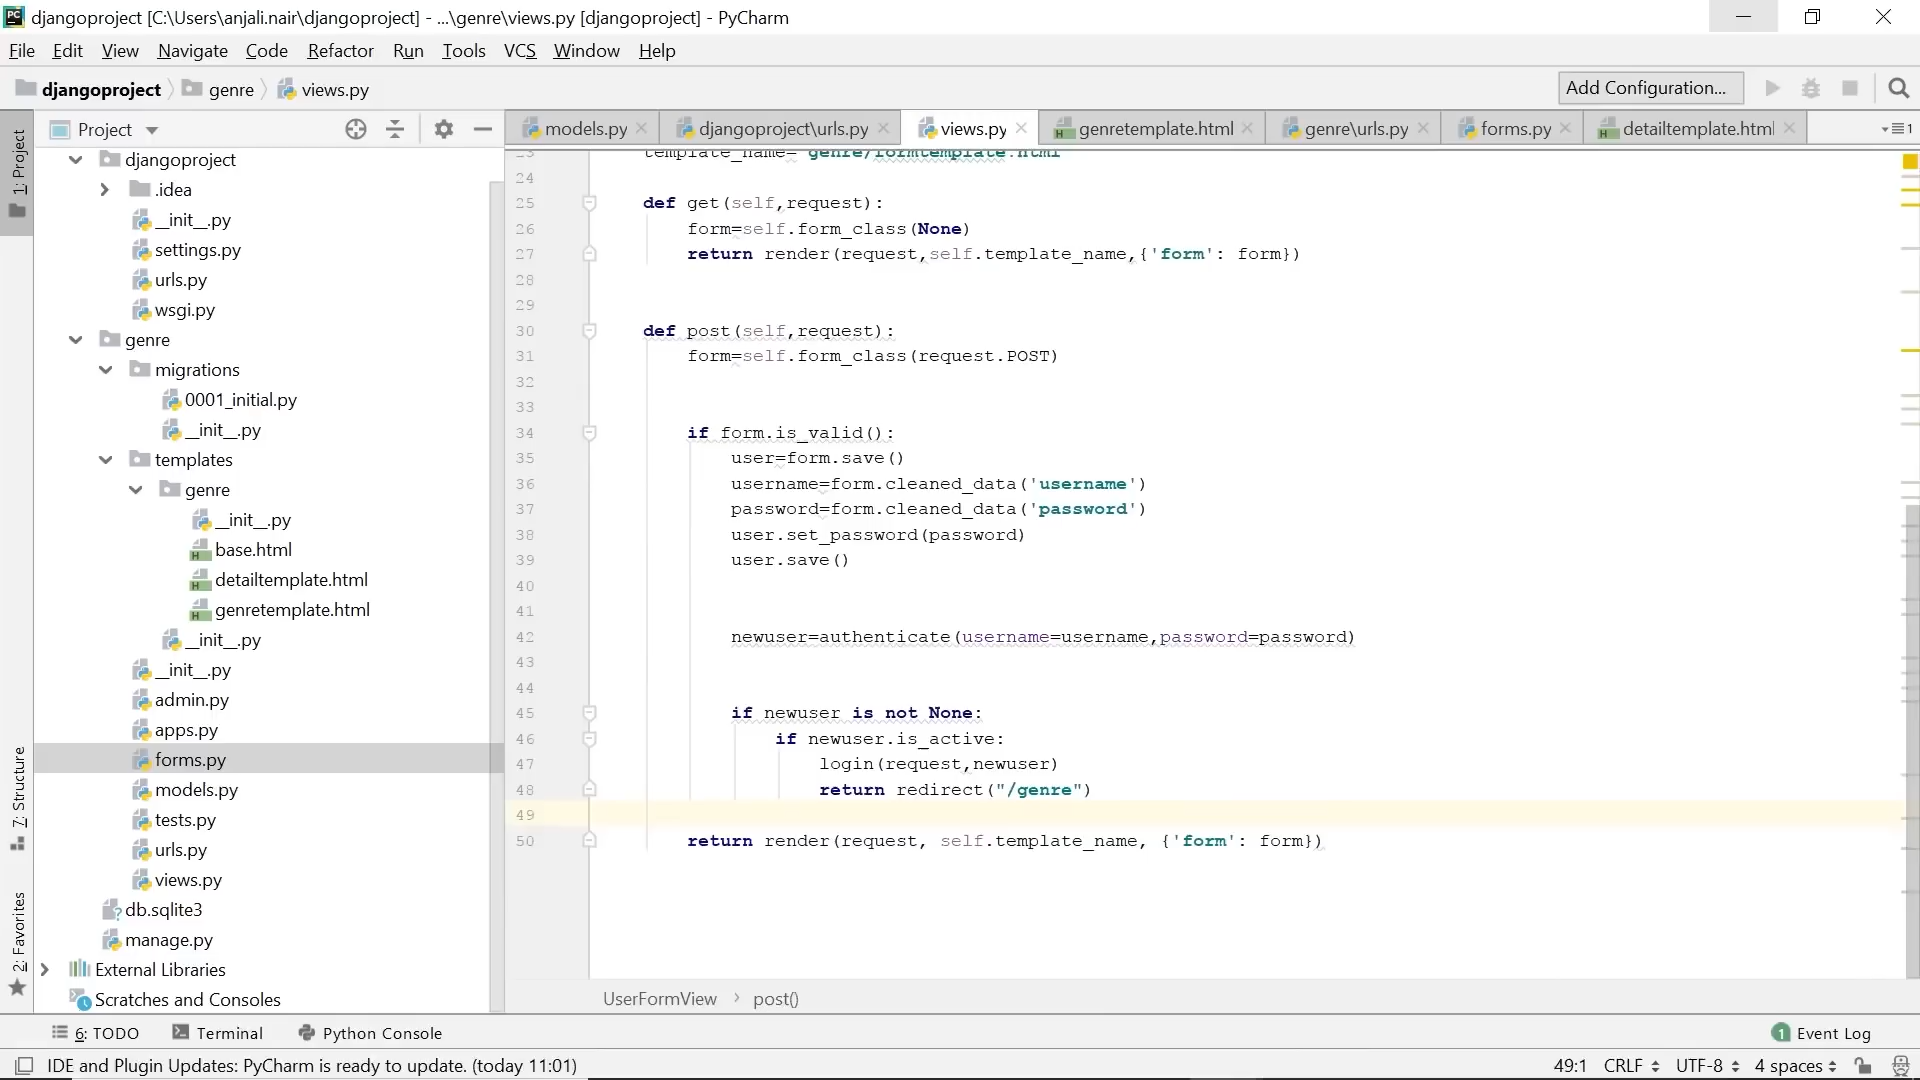 djangoproject [C:\Users\anjali.nair\djangoproject] - ...\genre\views.py [djangoproject] - PyCharm
File Edit View Navigate Code Refactor Run Tools VCS Window Help
djangoproject genre views.py Add Configuration...
1: Project
Project
models.py djangoproject\urls.py views.py genretemplate.html genre\urls.py forms.py detailtemplate.html 1
djangoproject
.idea
__init__.py
settings.py
urls.py
wsgi.py
genre
migrations
0001_initial.py
__init__.py
templates
genre
__init__.py
base.html
detailtemplate.html
genretemplate.html
__init__.py
__init__.py
admin.py
apps.py
forms.py
models.py
tests.py
urls.py
views.py
db.sqlite3
manage.py
External Libraries
Scratches and Consoles
7: Structure
2: Favorites
23 template_name= 'genre/formtemplate.html'
24
25 def get(self,request):
26 form=self.form_class(None)
27 return render(request,self.template_name,{'form': form})
28
29
30 def post(self,request):
31 form=self.form_class(request.POST)
32
33
34 if form.is_valid():
35 user=form.save()
36 username=form.cleaned_data('username')
37 password=form.cleaned_data('password')
38 user.set_password(password)
39 user.save()
40
41
42 newuser=authenticate(username=username,password=password)
43
44
45 if newuser is not None:
46 if newuser.is_active:
47 login(request,newuser)
48 return redirect("/genre")
49
50 return render(request, self.template_name, {'form': form})
UserFormView post()
6: TODO Terminal Python Console 1 Event Log
IDE and Plugin Updates: PyCharm is ready to update. (today 11:01) 49:1 CRLF UTF-8 4 spaces